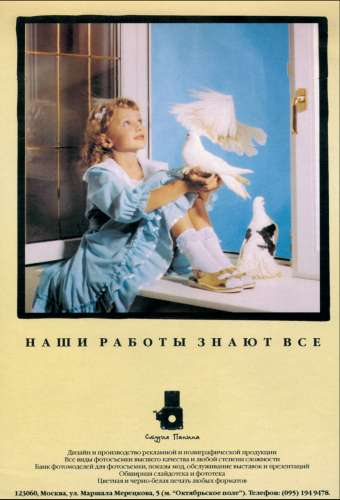 НАШИ РАБОТЫ ЗНАЮТ ВСЕ
Студия Панина
Дизайн и производство рекламной и полиграфической продукции
Все виды фотосъемки высшего качества и любой степени сложности
Банк фотомоделей для фотосъемки, показы мод, обслуживание выставок и презентаций
Обширная слайдотека и фототека
Цветная и черно-белая печать любых форматов
123060, Москва, ул. Маршала Мерецкова, 5 (м. "Октябрьское поле"). Телефон: (095) 194 9478.